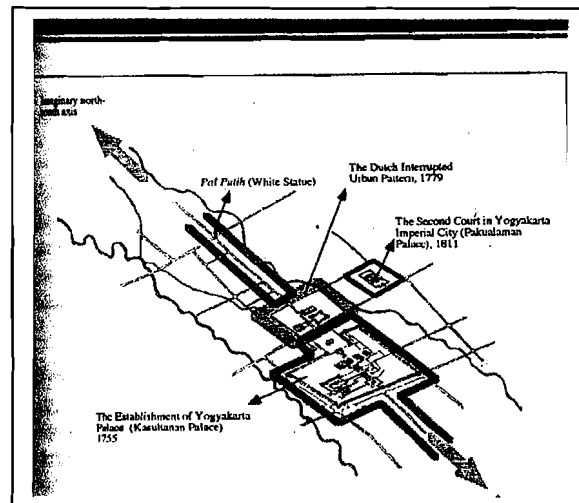 Imaginary north-
south axis
Pal Putih (White Statue)
The Dutch Interrupted
Urban Pattern, 1779
The Second Court in Yogyakarta
Imperial City (Pakualaman
Palace), 1811
The Establishment of Yogyakarta
Palace (Kasultanan Palace)
1755